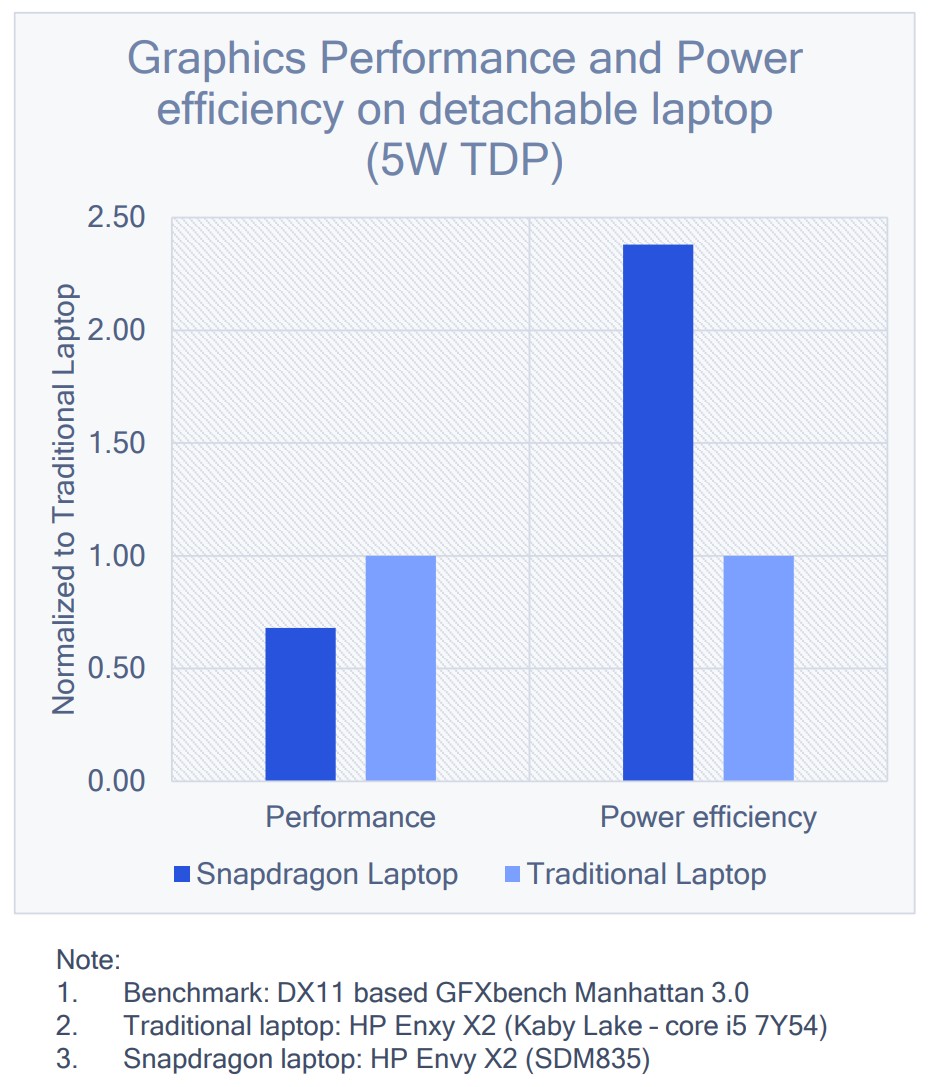 Graphics Performance and Power
efficiency on detachable laptop
(5W TDP)
Normalized to Traditional Laptop
2.50
2.00
1.50
1.00
0.50
0.00
Performance
Power efficiency
Snapdragon Laptop
Traditional Laptop
Note:
1. Benchmark: DX11 based GFXbench Manhattan 3.0
2. Traditional laptop: HP Enxy X2 (Kaby Lake - core i5 7Y54)
3. Snapdragon laptop: HP Envy X2 (SDM835)